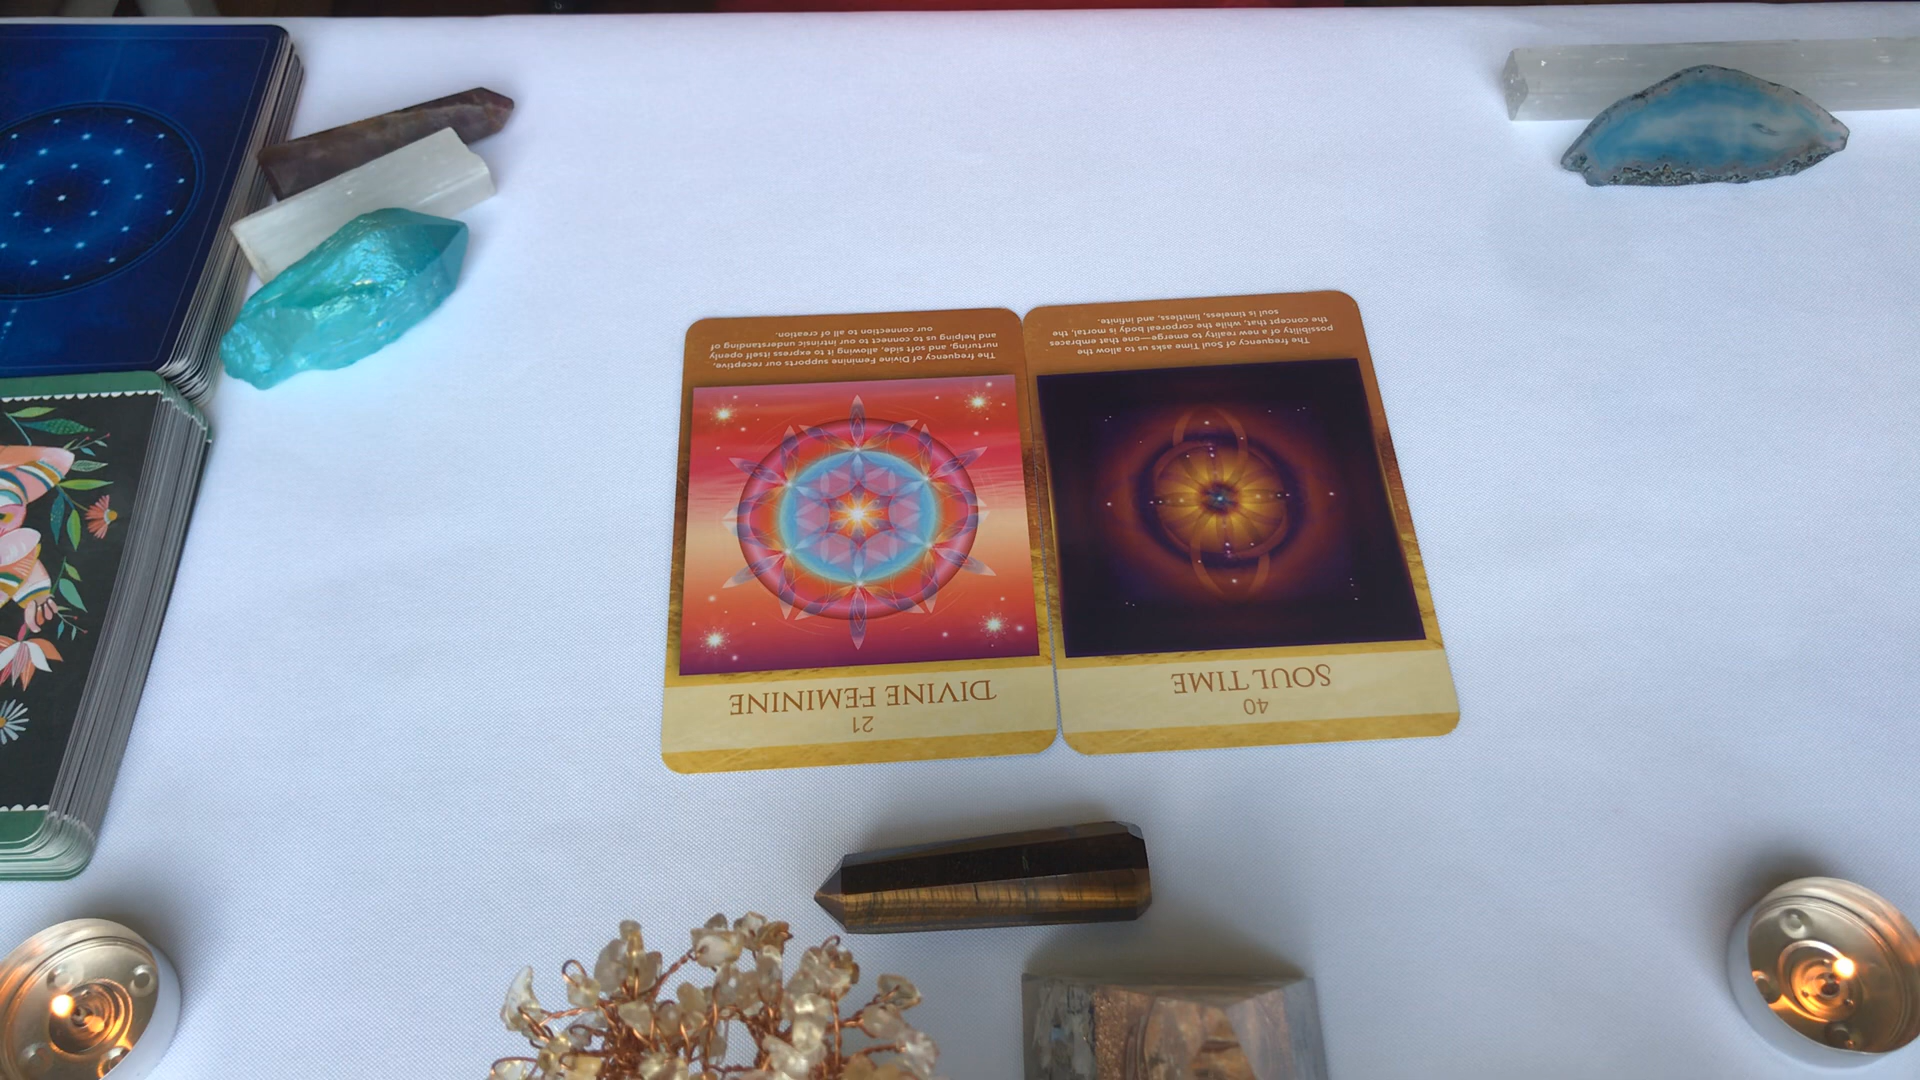 21
DIVINE FEMININE
The frequency of Divine Feminine supports our receptive,
nurturing, and soft side, allowing it to express itself openly
and helping us to connect to our intrinsic understanding of
our connection to all of creation.
40
SOUL TIME
The frequency of Soul Time asks us to allow the
possibility of a new reality to emerge—one that embraces
the concept that, while the corporeal body is mortal, the
soul is timeless, limitless, and infinite.